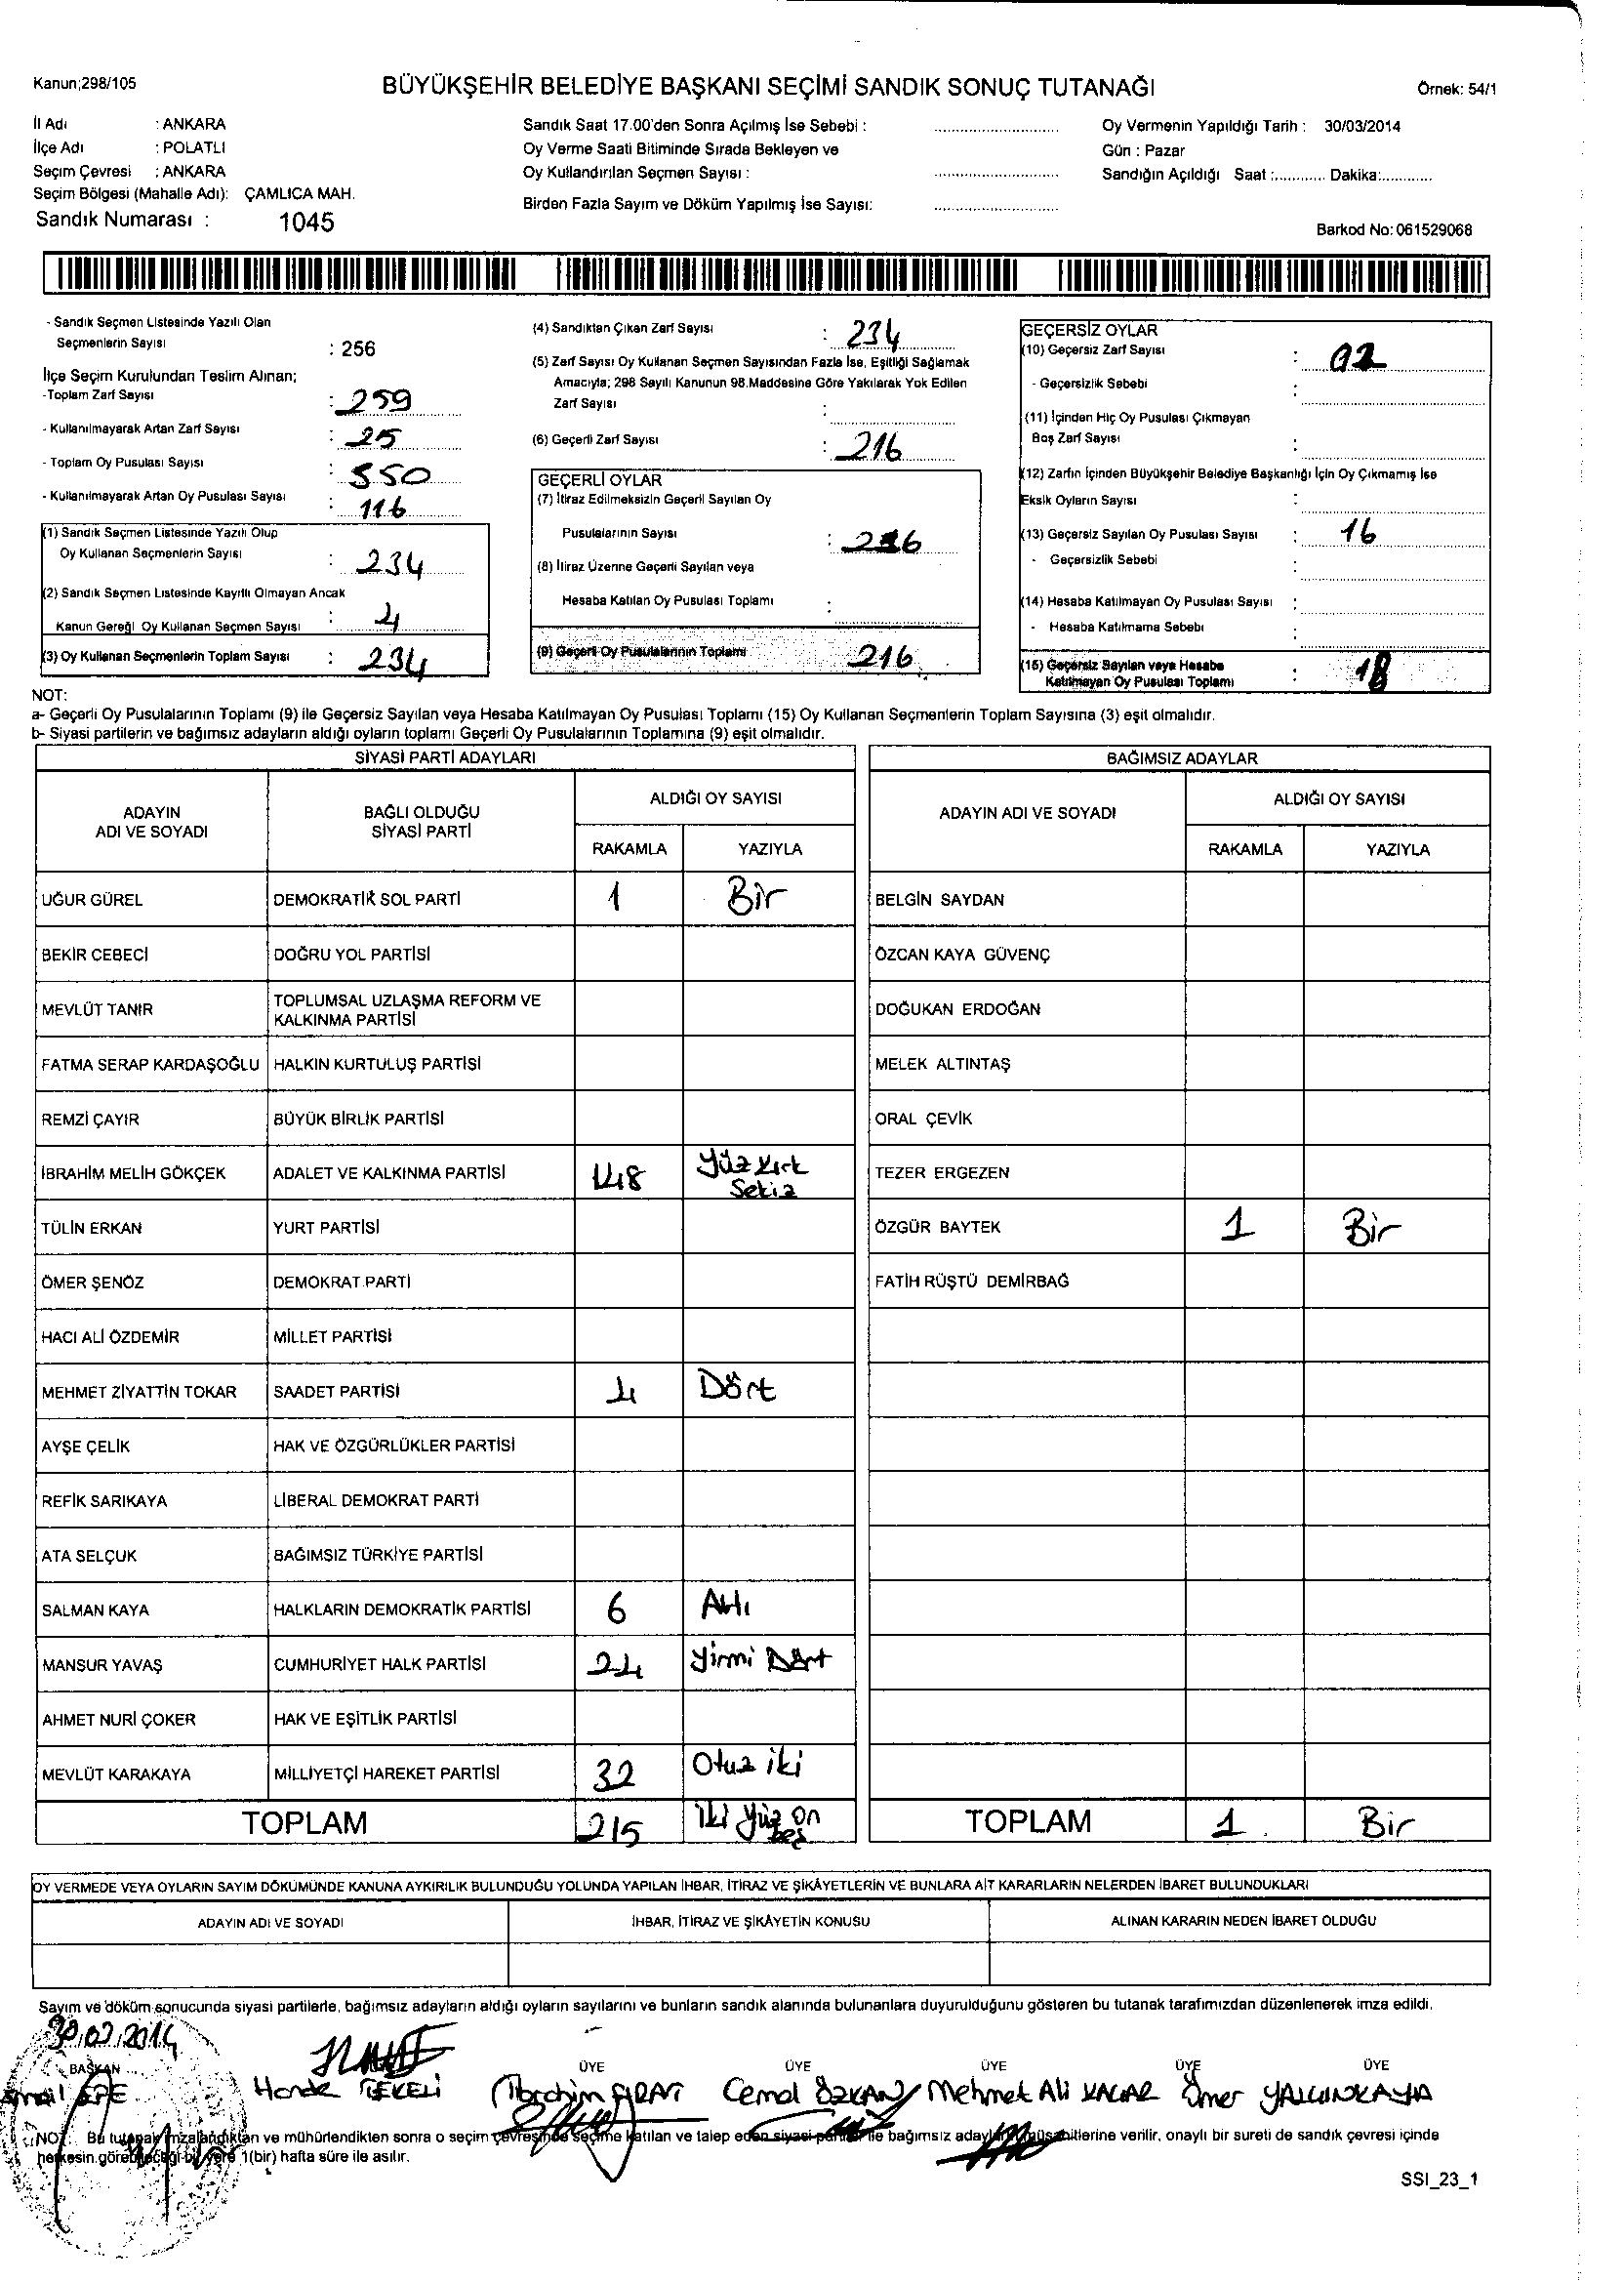 Kanun;298/105
BÜYÜKŞEHİR BELEDİYE BAŞKANI SEÇİMİ SANDIK SONUÇ TUTANAĞI
Örnek: 54/1
İl Adı : ANKARA
İlçe Adı : POLATLI
Seçim Çevresi : ANKARA
Seçim Bölgesi (Mahalle Adı): ÇAMLICA MAH.
Sandık Numarası : 1045
Sandık Saat 17.00'den Sonra Açılmış İse Sebebi :
Oy Verme Saati Bitiminde Sırada Bekleyen ve
Oy Kullandırılan Seçmen Sayısı :
Birden Fazla Sayım ve Döküm Yapılmış İse Sayısı:
Oy Vermenin Yapıldığı Tarih : 30/03/2014
Gün : Pazar
Sandığın Açıldığı Saat :............ Dakika:............
Barkod No: 061529068
- Sandık Seçmen Listesinde Yazılı Olan
Seçmenlerin Sayısı : 256
İlçe Seçim Kurulundan Teslim Alınan;
-Toplam Zarf Sayısı : 259
- Kullanılmayarak Artan Zarf Sayısı : 25
- Toplam Oy Pusulası Sayısı : 550
- Kullanılmayarak Artan Oy Pusulası Sayısı : 116
(1) Sandık Seçmen Listesinde Yazılı Olup
Oy Kullanan Seçmenlerin Sayısı : 234
(2) Sandık Seçmen Listesinde Kayıtlı Olmayan Ancak
Kanun Gereği Oy Kullanan Seçmen Sayısı : 4
(3) Oy Kullanan Seçmenlerin Toplam Sayısı : 234
(4) Sandıktan Çıkan Zarf Sayısı : 234
(5) Zarf Sayısı Oy Kullanan Seçmen Sayısından Fazla İse, Eşitliği Sağlamak
Amacıyla; 298 Sayılı Kanunun 98.Maddesine Göre Yakılarak Yok Edilen
Zarf Sayısı :
(6) Geçerli Zarf Sayısı : 216
GEÇERLİ OYLAR
(7) İtiraz Edilmeksizin Geçerli Sayılan Oy
Pusulalarının Sayısı : 216
(8) İtiraz Üzerine Geçerli Sayılan veya
Hesaba Katılan Oy Pusulası Toplamı :
(9) Geçerli Oy Pusulalarının Toplamı 216
GEÇERSİZ OYLAR
(10) Geçersiz Zarf Sayısı : 02
- Geçersizlik Sebebi :
(11) İçinden Hiç Oy Pusulası Çıkmayan
Boş Zarf Sayısı :
(12) Zarfın İçinden Büyükşehir Belediye Başkanlığı İçin Oy Çıkmamış İse
Eksik Oyların Sayısı :
(13) Geçersiz Sayılan Oy Pusulası Sayısı : 16
- Geçersizlik Sebebi :
(14) Hesaba Katılmayan Oy Pusulası Sayısı :
- Hesaba Katılmama Sebebi :
(15) Geçersiz Sayılan veya Hesaba
Katılmayan Oy Pusulası Toplamı : 18
NOT:
a- Geçerli Oy Pusulalarının Toplamı (9) ile Geçersiz Sayılan veya Hesaba Katılmayan Oy Pusulası Toplamı (15) Oy Kullanan Seçmenlerin Toplam Sayısına (3) eşit olmalıdır.
b- Siyasi partilerin ve bağımsız adayların aldığı oyların toplamı Geçerli Oy Pusulalarının Toplamına (9) eşit olmalıdır.
SİYASİ PARTİ ADAYLARI
ADAYIN ADI VE SOYADI BAĞLI OLDUĞU SİYASİ PARTİ ALDIĞI OY SAYISI
RAKAMLA YAZIYLA
UĞUR GÜREL DEMOKRATİK SOL PARTİ 1 Bir
BEKİR CEBECİ DOĞRU YOL PARTİSİ
MEVLÜT TANIR TOPLUMSAL UZLAŞMA REFORM VE KALKINMA PARTİSİ
FATMA SERAP KARDAŞOĞLU HALKIN KURTULUŞ PARTİSİ
REMZİ ÇAYIR BÜYÜK BİRLİK PARTİSİ
İBRAHİM MELİH GÖKÇEK ADALET VE KALKINMA PARTİSİ 148 Yüz kırk Sekiz
TÜLİN ERKAN YURT PARTİSİ
ÖMER ŞENÖZ DEMOKRAT PARTİ
HACI ALİ ÖZDEMİR MİLLET PARTİSİ
MEHMET ZİYATTİN TOKAR SAADET PARTİSİ 4 Dört
AYŞE ÇELİK HAK VE ÖZGÜRLÜKLER PARTİSİ
REFİK SARIKAYA LİBERAL DEMOKRAT PARTİ
ATA SELÇUK BAĞIMSIZ TÜRKİYE PARTİSİ
SALMAN KAYA HALKLARIN DEMOKRATİK PARTİSİ 6 Altı
MANSUR YAVAŞ CUMHURİYET HALK PARTİSİ 24 Yirmi Dört
AHMET NURİ ÇOKER HAK VE EŞİTLİK PARTİSİ
MEVLÜT KARAKAYA MİLLİYETÇİ HAREKET PARTİSİ 32 Otuz iki
TOPLAM 215 İki Yüz on beş
BAĞIMSIZ ADAYLAR
ADAYIN ADI VE SOYADI ALDIĞI OY SAYISI
RAKAMLA YAZIYLA
BELGİN SAYDAN
ÖZCAN KAYA GÜVENÇ
DOĞUKAN ERDOĞAN
MELEK ALTINTAŞ
ORAL ÇEVİK
TEZER ERGEZEN
ÖZGÜR BAYTEK 1 Bir
FATİH RÜŞTÜ DEMİRBAĞ
TOPLAM 1 Bir
OY VERMEDE VEYA OYLARIN SAYIM DÖKÜMÜNDE KANUNA AYKIRILIK BULUNDUĞU YOLUNDA YAPILAN İHBAR, İTİRAZ VE ŞİKÂYETLERİN VE BUNLARA AİT KARARLARIN NELERDEN İBARET BULUNDUKLARI
ADAYIN ADI VE SOYADI İHBAR, İTİRAZ VE ŞİKÂYETİN KONUSU ALINAN KARARIN NEDEN İBARET OLDUĞU
Sayım ve döküm sonucunda siyasi partilerle, bağımsız adayların aldığı oyların sayılarını ve bunların sandık alanında bulunanlara duyurulduğunu gösteren bu tutanak tarafımızdan düzenlenerek imza edildi.
BAŞKAN ÜYE ÜYE ÜYE ÜYE ÜYE
Hande TEKELİ İbrahim FIRAT Cemal ÖZKAN Mehmet Ali KACAR Ömer YALÇINKAYA
NOT: Bu tutanak imzalandıktan ve mühürlendikten sonra o seçim çevresinde seçime katılan ve talep eden siyasi partiler ile bağımsız adayların müşahitlerine verilir, onaylı bir sureti de sandık çevresi içinde
herkesin görebileceği bir yere 1(bir) hafta süre ile asılır.
SSI_23_1